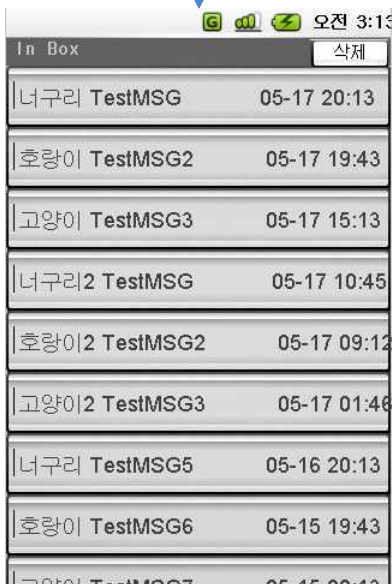 G 오전 3:13
In Box 삭제
너구리 TestMSG 05-17 20:13
호랑이 TestMSG2 05-17 19:43
고양이 TestMSG3 05-17 15:13
너구리2 TestMSG 05-17 10:45
호랑이2 TestMSG2 05-17 09:12
고양이2 TestMSG3 05-17 01:46
너구리 TestMSG5 05-16 20:13
호랑이 TestMSG6 05-15 19:43